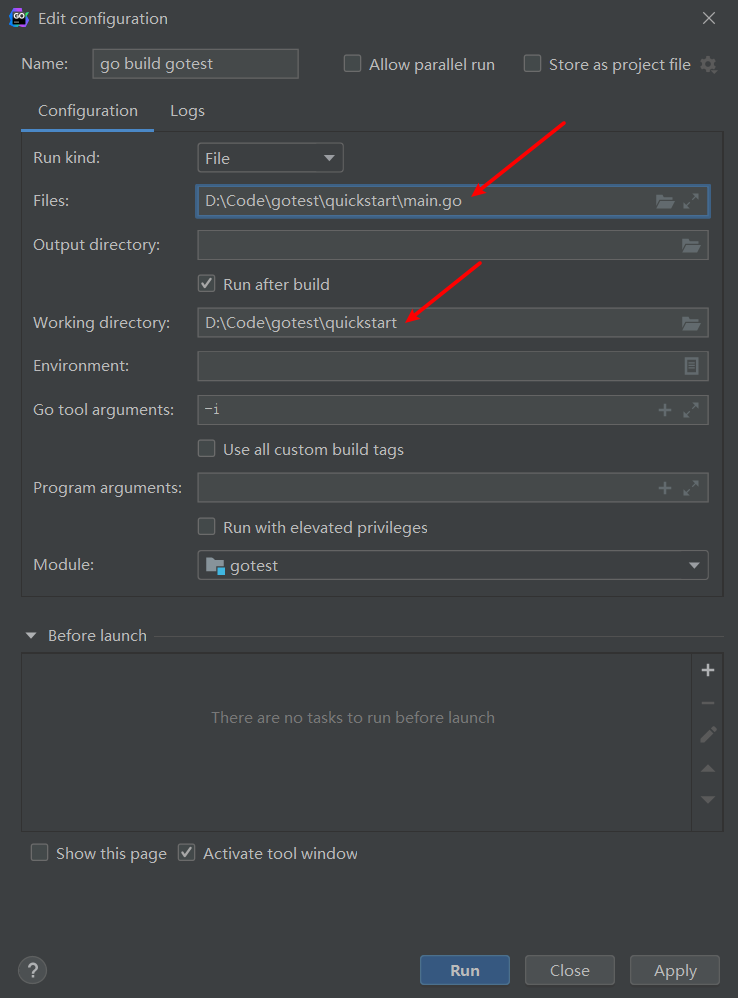 GO Edit configuration
Name: go build gotest Allow parallel run Store as project file
Configuration Logs
Run kind: File
Files: D:\Code\gotest\quickstart\main.go
Output directory:
Run after build
Working directory: D:\Code\gotest\quickstart
Environment:
Go tool arguments: -i
Use all custom build tags
Program arguments:
Run with elevated privileges
Module: gotest
Before launch
There are no tasks to run before launch
Show this page Activate tool window
? Run Close Apply